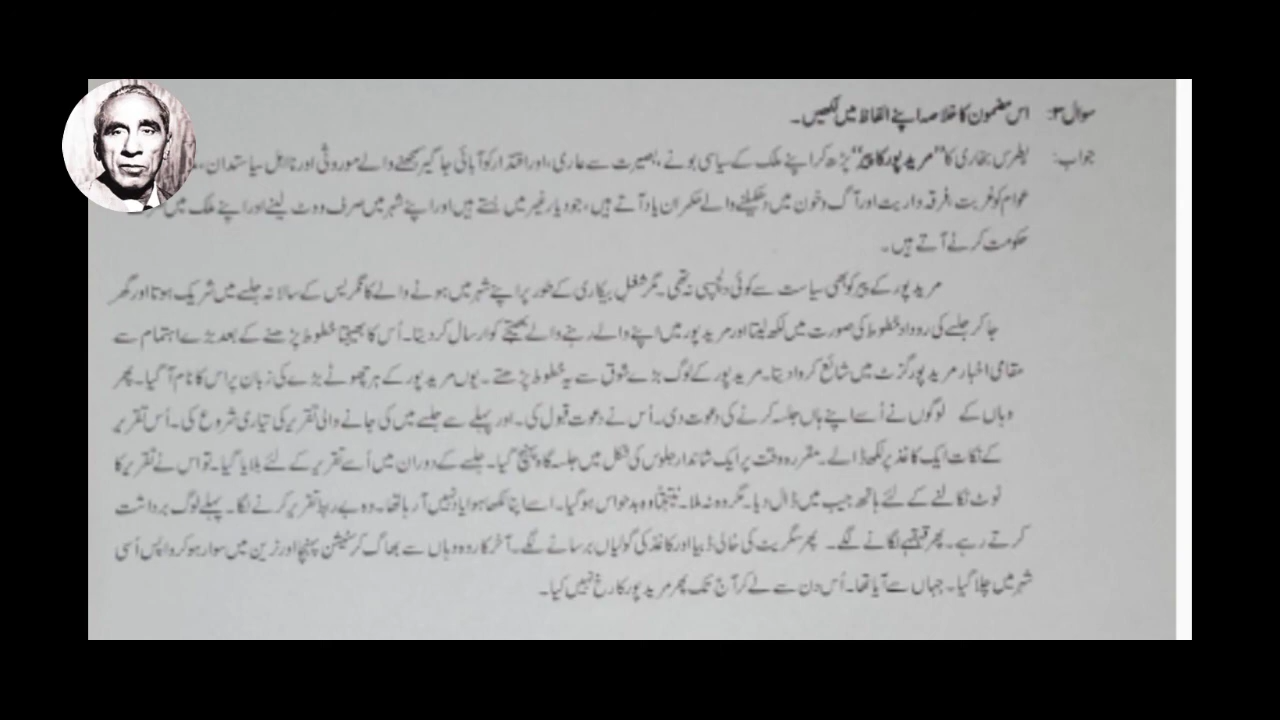 سوال ۳: اس مضمون کا خلاصہ اپنے الفاظ میں لکھیں۔
جواب: پطرس بخاری کا "مرید پور کا پیر" پڑھ کر اپنے ملک کے سیاسی بونے، بصیرت سے عاری، اور اقتدار کو آبائی جاگیر سمجھنے والے موروثی اور نااہل سیاستدان،
عوام کو غربت، فرقہ واریت اور آگ و خون میں دھکیلنے والے حکمران یاد آتے ہیں، جو دیارِ غیر میں بستے ہیں اور اپنے شہر میں صرف ووٹ لینے اور اپنے ملک میں
حکومت کرنے آتے ہیں۔
مرید پور کے پیر کو بھی سیاست سے کوئی دلچسپی نہ تھی۔ مگر شغلِ بیکاری کے طور پر اپنے شہر میں ہونے والے کانگریس کے سالانہ جلسے میں شریک ہوتا اور گھر
جا کر جلسے کی روداد خطوط کی صورت میں لکھ لیتا اور مرید پور میں اپنے والے رہنے والے بھتیجے کو ارسال کر دیتا۔ اُس کا بھتیجا خطوط پڑھنے کے بعد بڑے اہتمام سے
مقامی اخبار مرید پور گزٹ میں شائع کروا دیتا۔ مرید پور کے لوگ بڑے شوق سے یہ خطوط پڑھتے۔ یوں مرید پور کے ہر چھوٹے بڑے کی زبان پر اس کا نام آ گیا۔ پھر
وہاں کے لوگوں نے اُسے اپنے ہاں جلسہ کرنے کی دعوت دی۔ اُس نے دعوت قبول کی۔ اور پہلے سے جلسے میں کی جانے والی تقریر کی تیاری شروع کی۔ اُس تقریر
کے نکات ایک کاغذ پر لکھ ڈالے۔ مقررہ وقت پر ایک شاندار جلوس کی شکل میں جلسہ گاہ پہنچ گیا۔ جلسے کے دوران میں اُسے تقریر کے لئے بلایا گیا۔ تو اس نے تقریر کا
نوٹ نکالنے کے لئے ہاتھ جیب میں ڈال دیا۔ مگر وہ نہ ملا۔ نتیجتاً وہ بدحواس ہو گیا۔ اسے اپنا لکھا ہوا یاد نہیں آ رہا تھا۔ وہ بے ربط تقریر کرنے لگا۔ پہلے لوگ برداشت
کرتے رہے۔ پھر قہقہے لگانے لگے۔ پھر سگریٹ کی خالی ڈبیا اور کاغذ کی گولیاں برسانے لگے۔ آخر کار وہ وہاں سے بھاگ کر سٹیشن پہنچا اور ٹرین میں سوار ہو کر واپس اُسی
شہر میں چلا گیا۔ جہاں سے آیا تھا۔ اُس دن سے لے کر آج تک پھر مرید پور کا رخ نہیں کیا۔